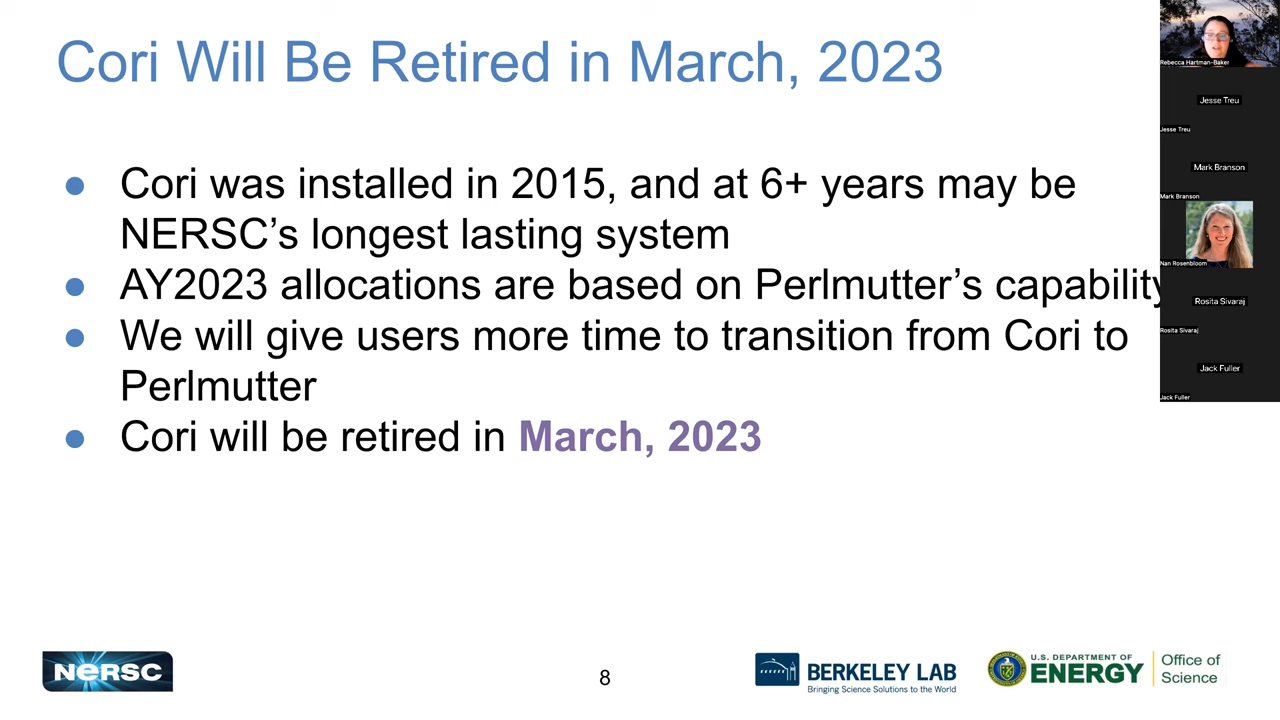 Cori Will Be Retired in March, 2023
● Cori was installed in 2015, and at 6+ years may be
NERSC’s longest lasting system
● AY2023 allocations are based on Perlmutter’s capability
● We will give users more time to transition from Cori to
Perlmutter
● Cori will be retired in March, 2023
Rebecca Hartman-Baker
Jesse Treu
Jesse Treu
Mark Branson
Mark Branson
Nan Rosenbloom
Rosita Sivaraj
Rosita Sivaraj
Jack Fuller
Jack Fuller
NERSC
8
BERKELEY LAB
Bringing Science Solutions to the World
U.S. DEPARTMENT OF
ENERGY
Office of
Science